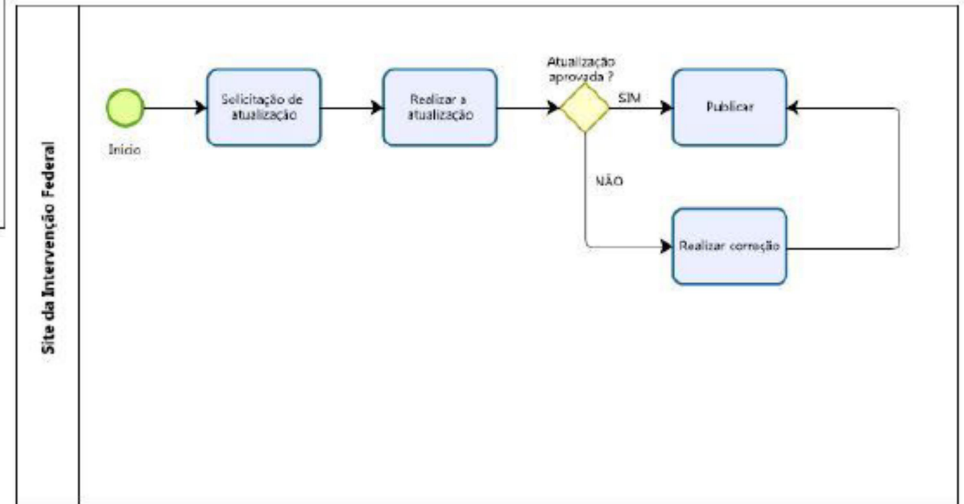 Site da Intervenção Federal
Início
Solicitação de
atualização
Realizar a
atualização
Atualização
aprovada ?
SIM
NÃO
Publicar
Realizar correção